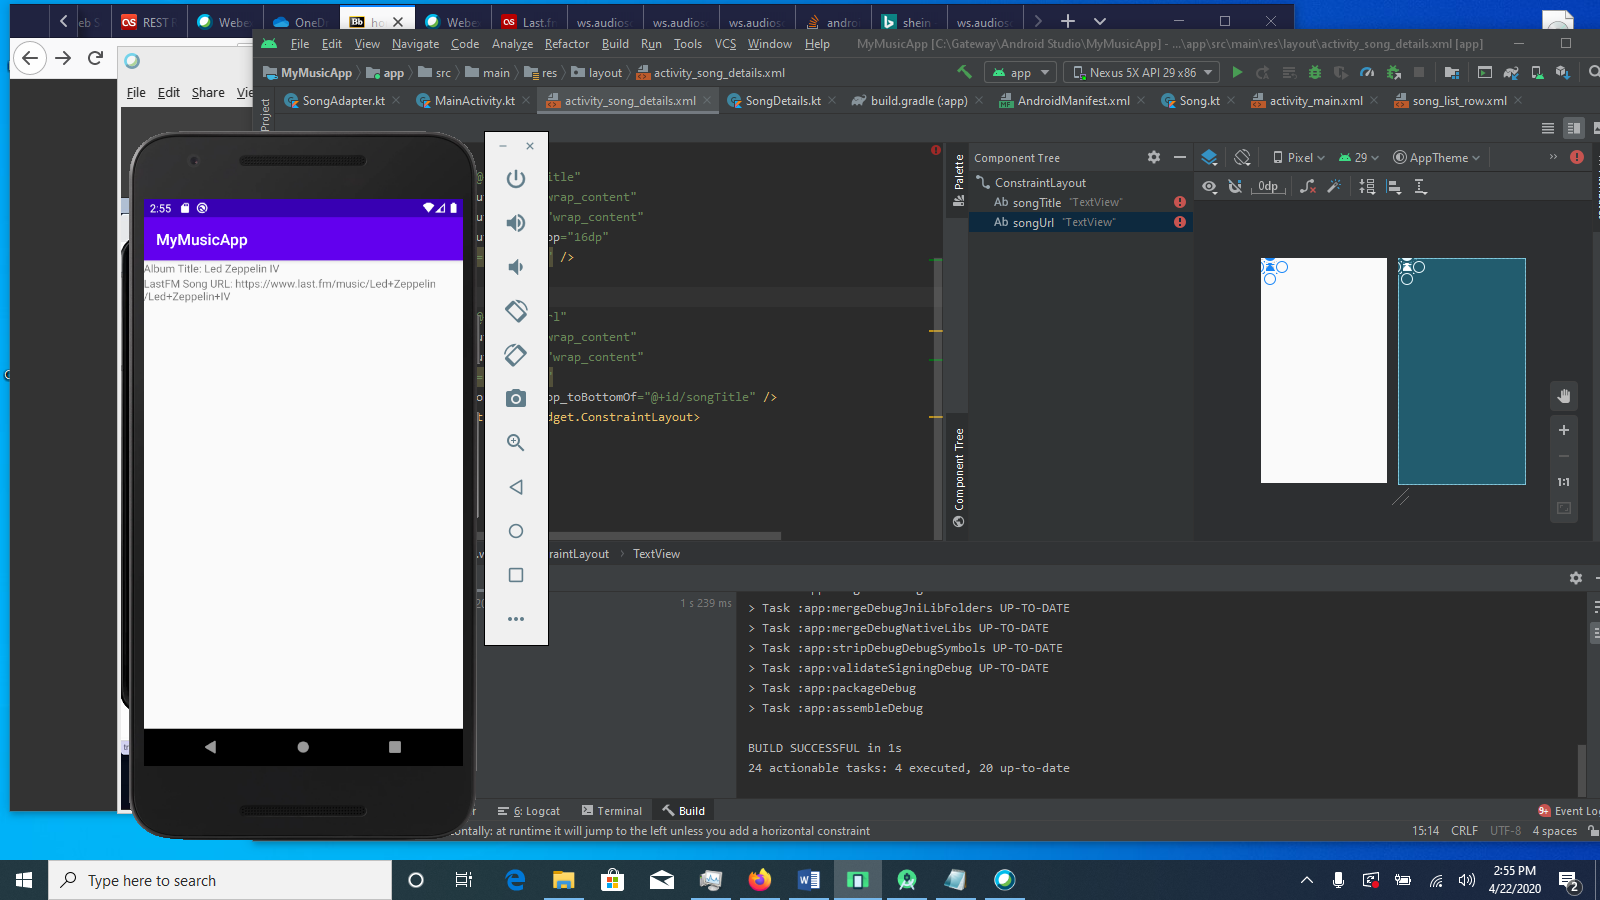 eb S
REST F
Webe
OneD
ho
Webe
Last.f
ws.audios
ws.audios
ws.audios
androi
shein
ws.audios
File Edit View Navigate Code Analyze Refactor Build Run Tools VCS Window Help
MyMusicApp [C:\Gateway\Android Studio\MyMusicApp] - ...\app\src\main\res\layout\activity_song_details.xml [app]
MyMusicApp app src main res layout activity_song_details.xml
app
Nexus 5X API 29 x86
File Edit Share Vie
Project
SongAdapter.kt MainActivity.kt activity_song_details.xml SongDetails.kt build.gradle (:app) AndroidManifest.xml Song.kt activity_main.xml song_list_row.xml
2:55
MyMusicApp
Album Title: Led Zeppelin IV
LastFM Song URL: https://www.last.fm/music/Led+Zeppelin
/Led+Zeppelin+IV
Title"
wrap_content"
wrap_content"
op="16dp"
/>
rl"
wrap_content"
wrap_content"
op_toBottomOf="@+id/songTitle" />
dget.ConstraintLayout>
Palette
Component Tree
Component Tree
ConstraintLayout
Ab songTitle "TextView"
Ab songUrl "TextView"
Pixel 29 AppTheme
0dp
1:1
raintLayout TextView
1 s 239 ms
> Task :app:mergeDebugJniLibFolders UP-TO-DATE
> Task :app:mergeDebugNativeLibs UP-TO-DATE
> Task :app:stripDebugDebugSymbols UP-TO-DATE
> Task :app:validateSigningDebug UP-TO-DATE
> Task :app:packageDebug
> Task :app:assembleDebug
BUILD SUCCESSFUL in 1s
24 actionable tasks: 4 executed, 20 up-to-date
6: Logcat Terminal Build
9+ Event Lo
contally: at runtime it will jump to the left unless you add a horizontal constraint
15:14 CRLF UTF-8 4 spaces
Type here to search
2:55 PM
4/22/2020
2